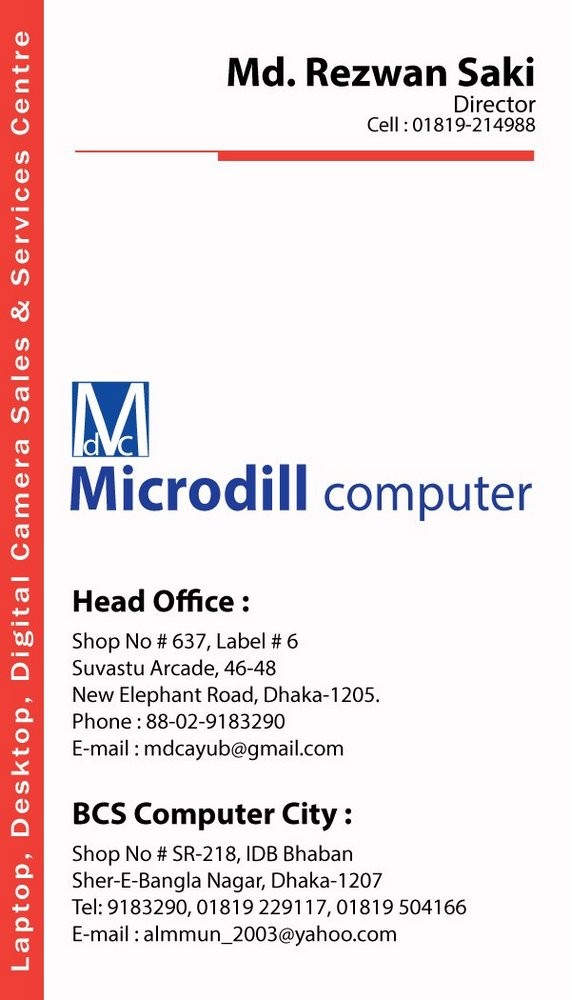 Md. Rezwan Saki
Director
Cell : 01819-214988
Laptop, Desktop, Digital Camera Sales & Services Centre
Mdc
Microdill computer
Head Office :
Shop No # 637, Label # 6
Suvastu Arcade, 46-48
New Elephant Road, Dhaka-1205.
Phone : 88-02-9183290
E-mail : mdcayub@gmail.com
BCS Computer City :
Shop No # SR-218, IDB Bhaban
Sher-E-Bangla Nagar, Dhaka-1207
Tel: 9183290, 01819 229117, 01819 504166
E-mail : almmun_2003@yahoo.com